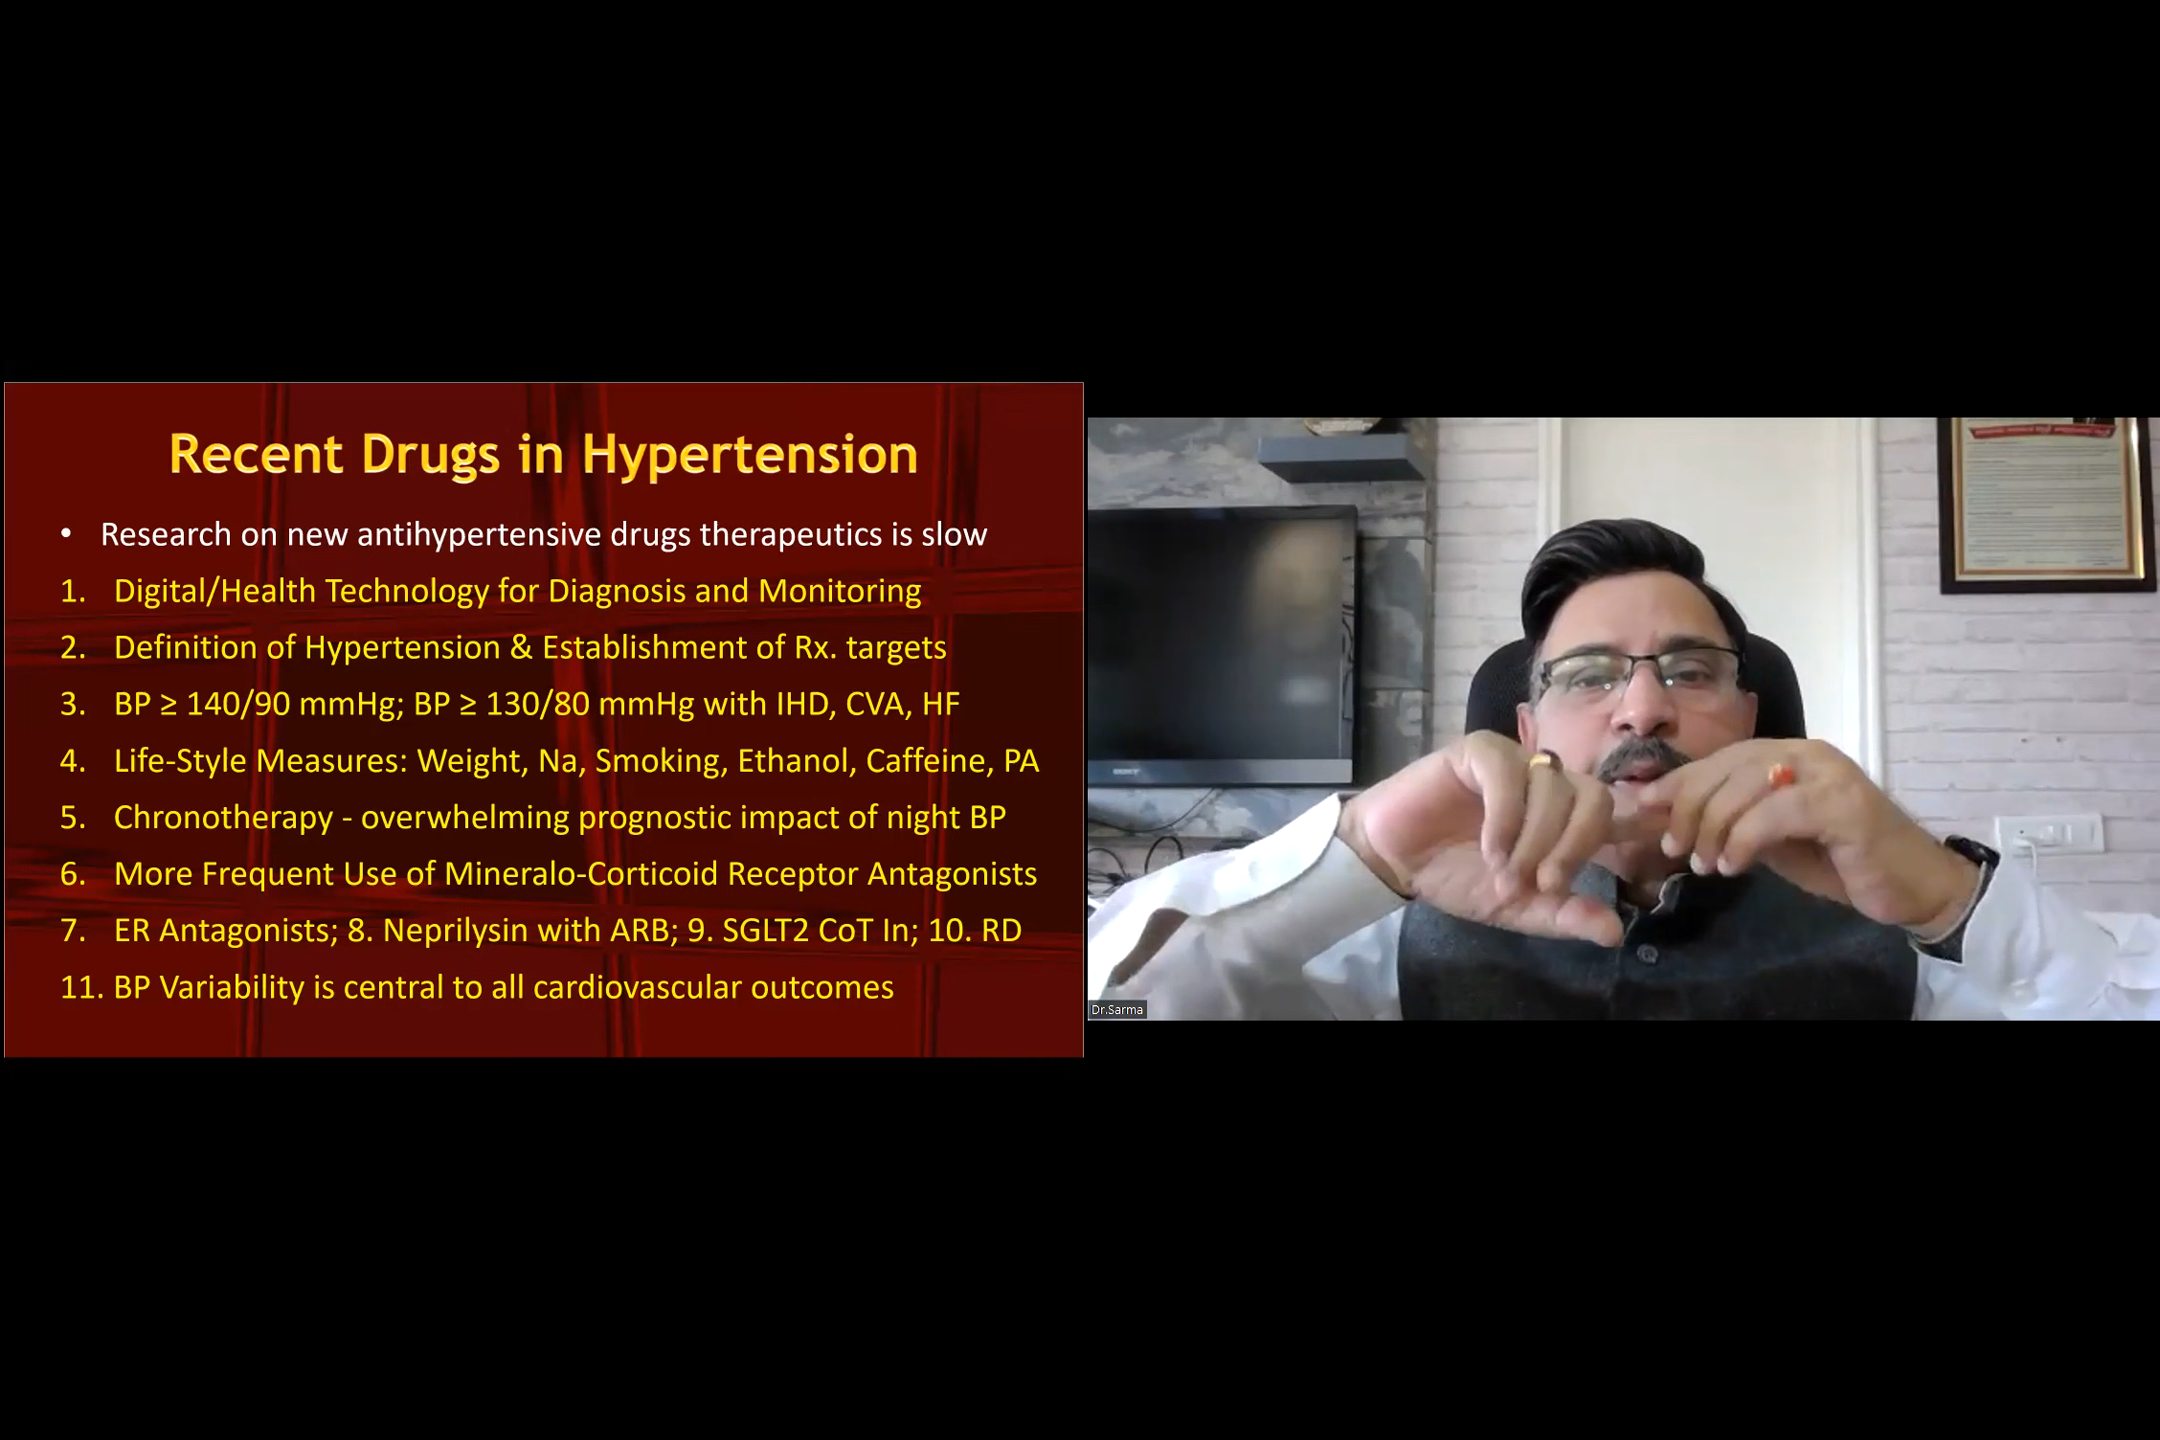 Recent Drugs in Hypertension
• Research on new antihypertensive drugs therapeutics is slow
1. Digital/Health Technology for Diagnosis and Monitoring
2. Definition of Hypertension & Establishment of Rx. targets
3. BP ≥ 140/90 mmHg; BP ≥ 130/80 mmHg with IHD, CVA, HF
4. Life-Style Measures: Weight, Na, Smoking, Ethanol, Caffeine, PA
5. Chronotherapy - overwhelming prognostic impact of night BP
6. More Frequent Use of Mineralo-Corticoid Receptor Antagonists
7. ER Antagonists; 8. Neprilysin with ARB; 9. SGLT2 CoT In; 10. RD
11. BP Variability is central to all cardiovascular outcomes
SONY
Dr.Sarma